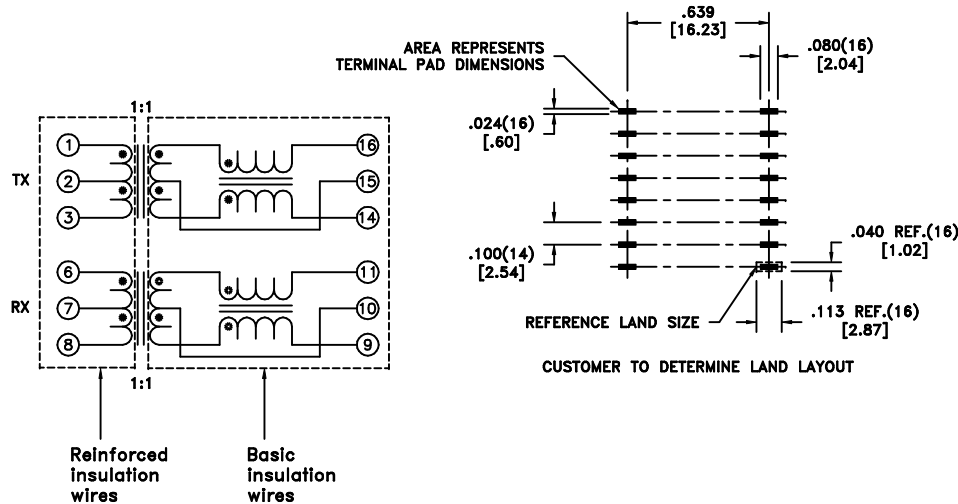 1:1
TX
1
2
3
16
15
14
RX
6
7
8
11
10
9
1:1
Reinforced
insulation
wires
Basic
insulation
wires
.639
[16.23]
AREA REPRESENTS
TERMINAL PAD DIMENSIONS
.080(16)
[2.04]
.024(16)
[.60]
.100(14)
[2.54]
.040 REF.(16)
[1.02]
REFERENCE LAND SIZE
.113 REF.(16)
[2.87]
CUSTOMER TO DETERMINE LAND LAYOUT